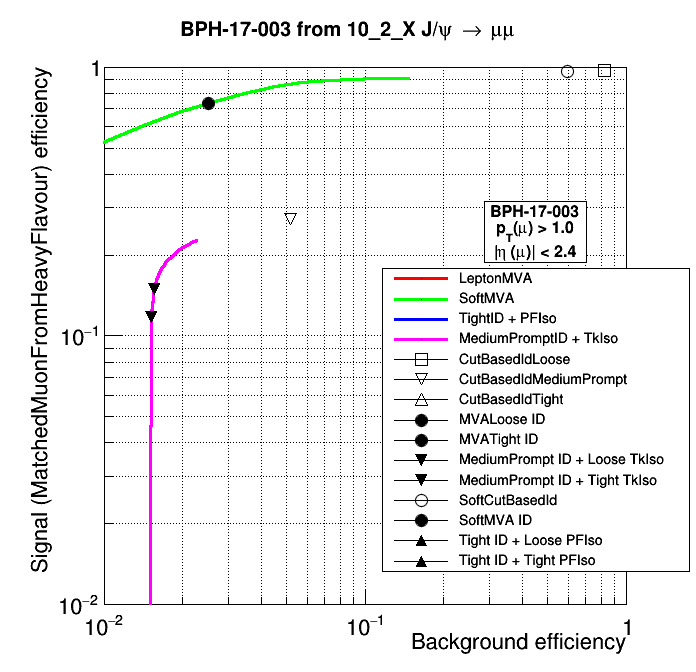 BPH-17-003 from 10_2_X J/ψ → μμ
Signal (MatchedMuonFromHeavyFlavour) efficiency
1
10⁻¹
10⁻²
BPH-17-003
p_T(μ) > 1.0
|η (μ)| < 2.4
LeptonMVA
SoftMVA
TightID + PFIso
MediumPromptID + TkIso
CutBasedIdLoose
CutBasedIdMediumPrompt
CutBasedIdTight
MVALoose ID
MVATight ID
MediumPrompt ID + Loose TkIso
MediumPrompt ID + Tight TkIso
SoftCutBasedId
SoftMVA ID
Tight ID + Loose PFIso
Tight ID + Tight PFIso
10⁻² 10⁻¹ 1
Background efficiency